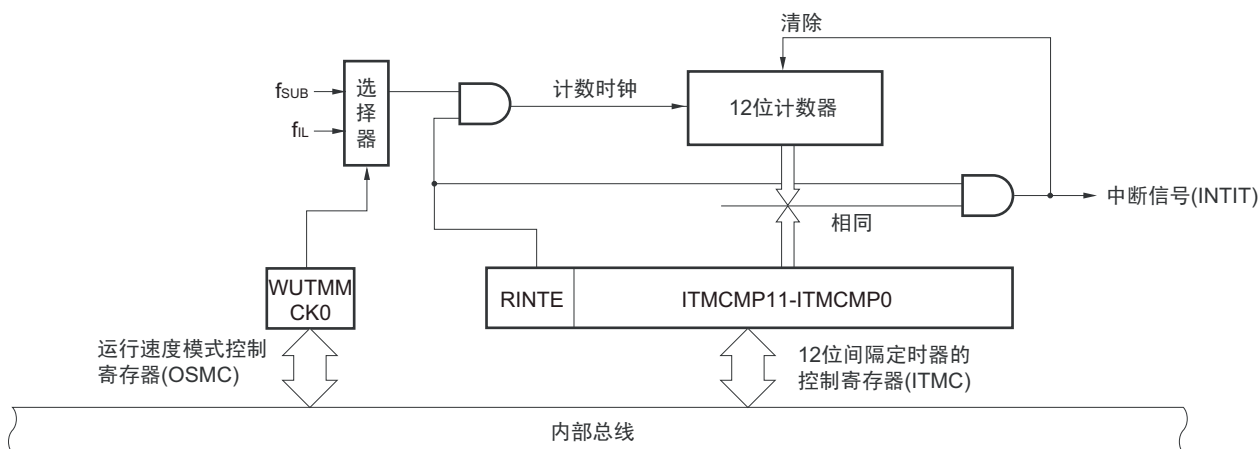 清除
fSUB
fIL
选
择
器
计数时钟
12位计数器
中断信号(INTIT)
相同
WUTMM
CK0
RINTE
ITMCMP11-ITMCMP0
运行速度模式控制
寄存器(OSMC)
12位间隔定时器的
控制寄存器(ITMC)
内部总线